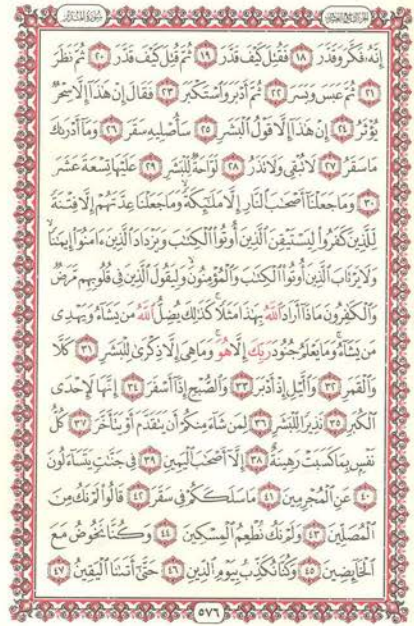 الجزء التاسع والعشرون
سورة المدثر
إِنَّهُۥ فَكَّرَ وَقَدَّرَ ١٨ فَقُتِلَ كَيْفَ قَدَّرَ ١٩ ثُمَّ قُتِلَ كَيْفَ قَدَّرَ ٢٠ ثُمَّ نَظَرَ
٢١ ثُمَّ عَبَسَ وَبَسَرَ ٢٢ ثُمَّ أَدْبَرَ وَٱسْتَكْبَرَ ٢٣ فَقَالَ إِنْ هَٰذَآ إِلَّا سِحْرٌ
يُؤْثَرُ ٢٤ إِنْ هَٰذَآ إِلَّا قَوْلُ ٱلْبَشَرِ ٢٥ سَأُصْلِيهِ سَقَرَ ٢٦ وَمَآ أَدْرَىٰكَ
مَا سَقَرُ ٢٧ لَا تُبْقِى وَلَا تَذَرُ ٢٨ لَوَّاحَةٌ لِّلْبَشَرِ ٢٩ عَلَيْهَا تِسْعَةَ عَشَرَ
٣٠ وَمَا جَعَلْنَآ أَصْحَٰبَ ٱلنَّارِ إِلَّا مَلَٰٓئِكَةً وَمَا جَعَلْنَا عِدَّتَهُمْ إِلَّا فِتْنَةً
لِّلَّذِينَ كَفَرُوا۟ لِيَسْتَيْقِنَ ٱلَّذِينَ أُوتُوا۟ ٱلْكِتَٰبَ وَيَزْدَادَ ٱلَّذِينَ ءَامَنُوٓا۟ إِيمَٰنًا
وَلَا يَرْتَابَ ٱلَّذِينَ أُوتُوا۟ ٱلْكِتَٰبَ وَٱلْمُؤْمِنُونَ وَلِيَقُولَ ٱلَّذِينَ فِى قُلُوبِهِم مَّرَضٌ
وَٱلْكَٰفِرُونَ مَاذَآ أَرَادَ ٱللَّهُ بِهَٰذَا مَثَلًا كَذَٰلِكَ يُضِلُّ ٱللَّهُ مَن يَشَآءُ وَيَهْدِى
مَن يَشَآءُ وَمَا يَعْلَمُ جُنُودَ رَبِّكَ إِلَّا هُوَ وَمَا هِىَ إِلَّا ذِكْرَىٰ لِلْبَشَرِ ٣١ كَلَّا
وَٱلْقَمَرِ ٣٢ وَٱلَّيْلِ إِذْ أَدْبَرَ ٣٣ وَٱلصُّبْحِ إِذَآ أَسْفَرَ ٣٤ إِنَّهَا لَإِحْدَى
ٱلْكُبَرِ ٣٥ نَذِيرًا لِّلْبَشَرِ ٣٦ لِمَن شَآءَ مِنكُمْ أَن يَتَقَدَّمَ أَوْ يَتَأَخَّرَ ٣٧ كُلُّ
نَفْسٍۭ بِمَا كَسَبَتْ رَهِينَةٌ ٣٨ إِلَّآ أَصْحَٰبَ ٱلْيَمِينِ ٣٩ فِى جَنَّٰتٍ يَتَسَآءَلُونَ
٤٠ عَنِ ٱلْمُجْرِمِينَ ٤١ مَا سَلَكَكُمْ فِى سَقَرَ ٤٢ قَالُوا۟ لَمْ نَكُ مِنَ
ٱلْمُصَلِّينَ ٤٣ وَلَمْ نَكُ نُطْعِمُ ٱلْمِسْكِينَ ٤٤ وَكُنَّا نَخُوضُ مَعَ
ٱلْخَآئِضِينَ ٤٥ وَكُنَّا نُكَذِّبُ بِيَوْمِ ٱلدِّينِ ٤٦ حَتَّىٰٓ أَتَىٰنَا ٱلْيَقِينُ ٤٧
٥٧٦